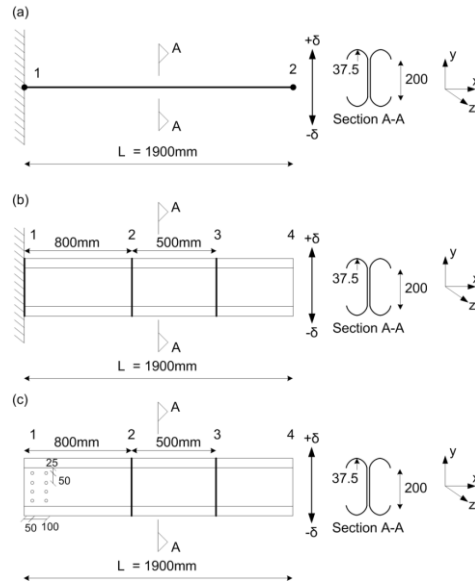 (a)
A
+δ
1
2
37.5
200
y
x
z
A
-δ
Section A-A
L = 1900mm
(b)
A
1
2
3
4
+δ
800mm
500mm
37.5
200
y
x
z
A
-δ
Section A-A
L = 1900mm
(c)
A
1
2
3
4
+δ
800mm
500mm
25
50
37.5
200
y
x
z
50 100
A
-δ
Section A-A
L = 1900mm